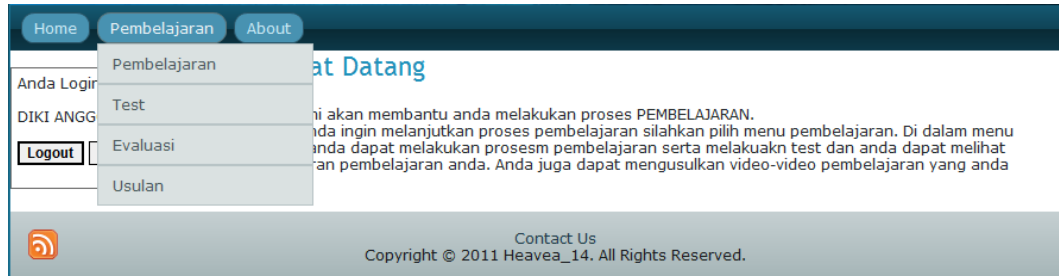 Home Pembelajaran About
Pembelajaran
Test
Evaluasi
Usulan
at Datang
Anda Login
DIKI ANGG
Logout
ni akan membantu anda melakukan proses PEMBELAJARAN.
nda ingin melanjutkan proses pembelajaran silahkan pilih menu pembelajaran. Di dalam menu
anda dapat melakukan prosesm pembelajaran serta melakuakn test dan anda dapat melihat
ran pembelajaran anda. Anda juga dapat mengusulkan video-video pembelajaran yang anda
Contact Us
Copyright © 2011 Heavea_14. All Rights Reserved.